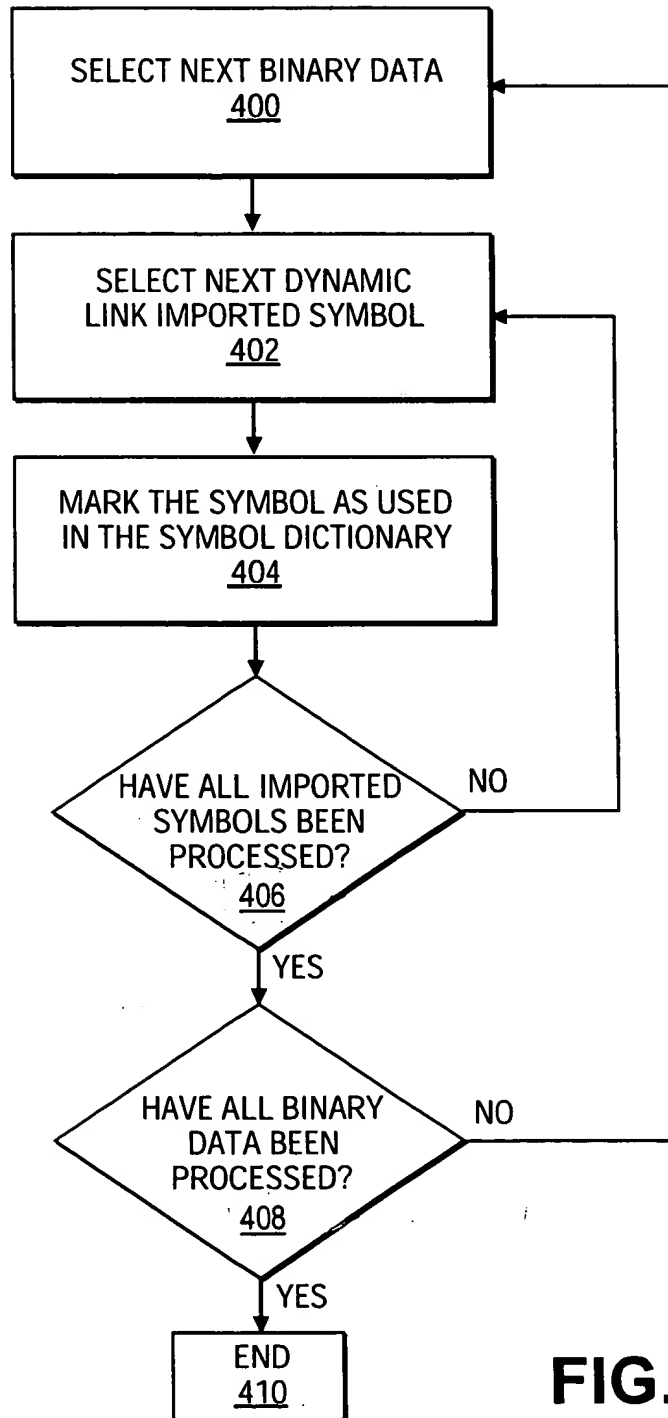 SELECT NEXT BINARY DATA
400
SELECT NEXT DYNAMIC
LINK IMPORTED SYMBOL
402
MARK THE SYMBOL AS USED
IN THE SYMBOL DICTIONARY
404
HAVE ALL IMPORTED
SYMBOLS BEEN
PROCESSED?
406
NO
YES
HAVE ALL BINARY
DATA BEEN
PROCESSED?
408
NO
YES
END
410
FIG.